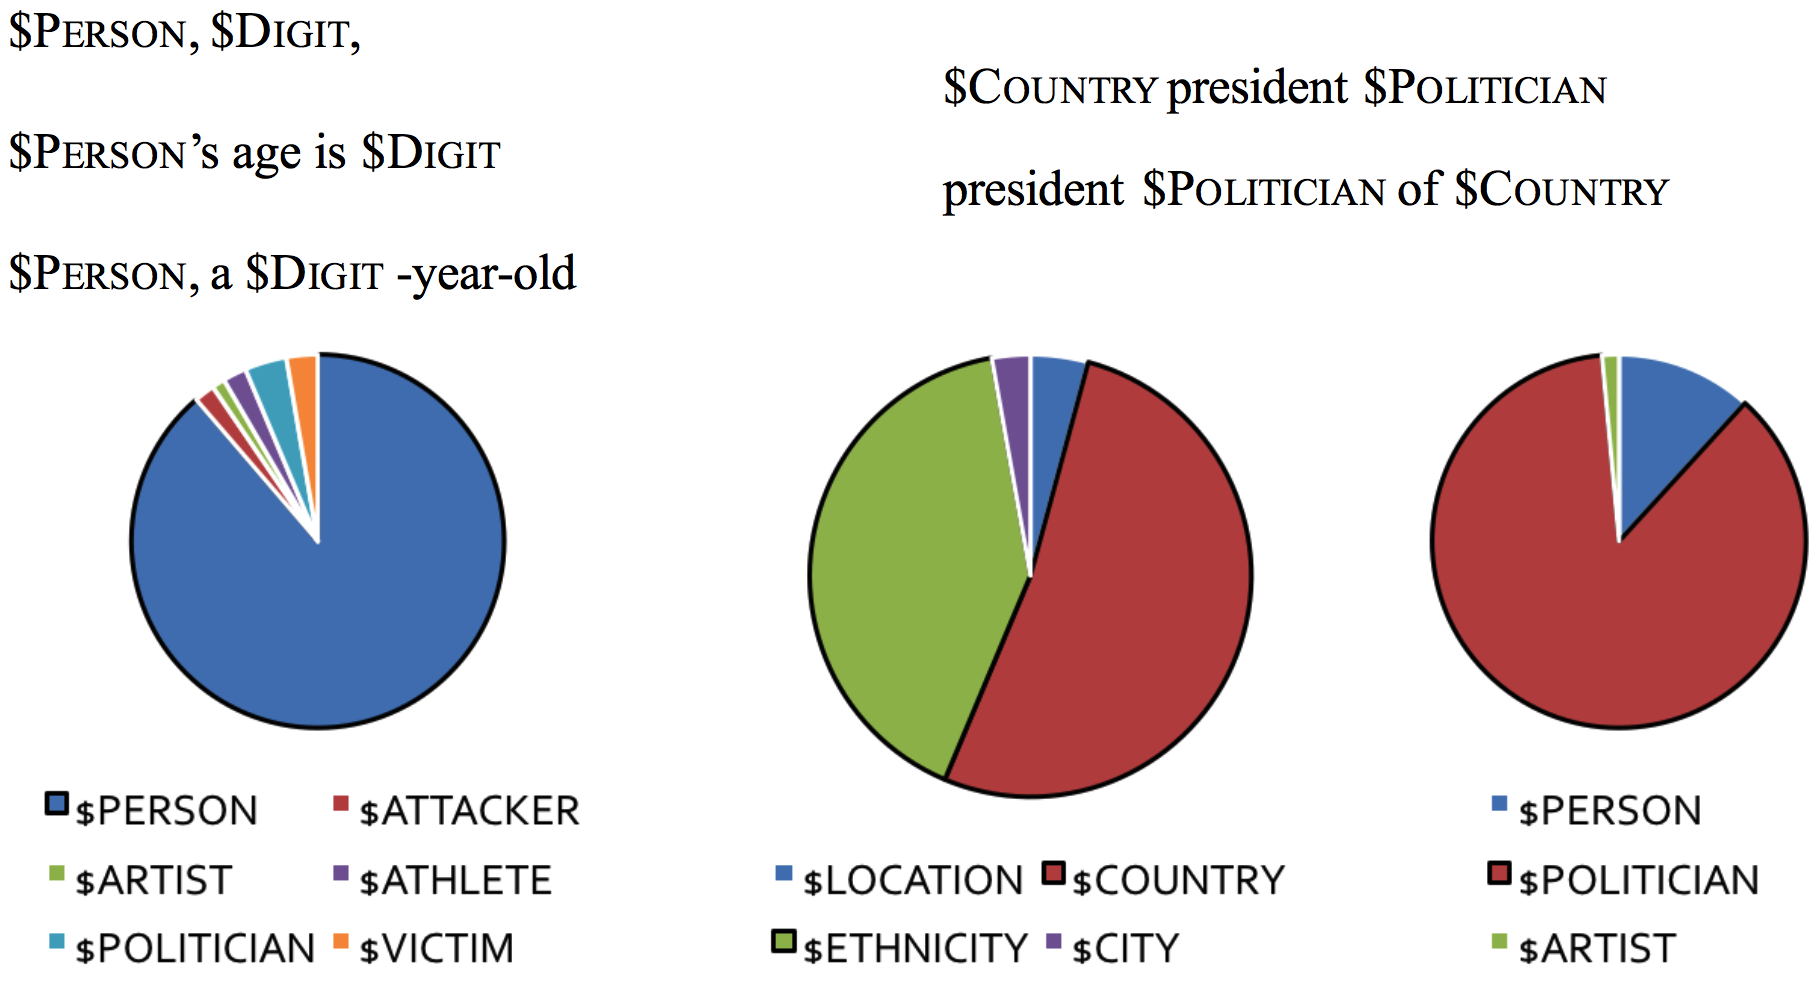 $PERSON, $DIGIT,
$PERSON’s age is $DIGIT
$PERSON, a $DIGIT -year-old
$COUNTRY president $POLITICIAN
president $POLITICIAN of $COUNTRY
$PERSON $ATTACKER
$ARTIST $ATHLETE
$POLITICIAN $VICTIM
$LOCATION $COUNTRY
$ETHNICITY $CITY
$PERSON
$POLITICIAN
$ARTIST